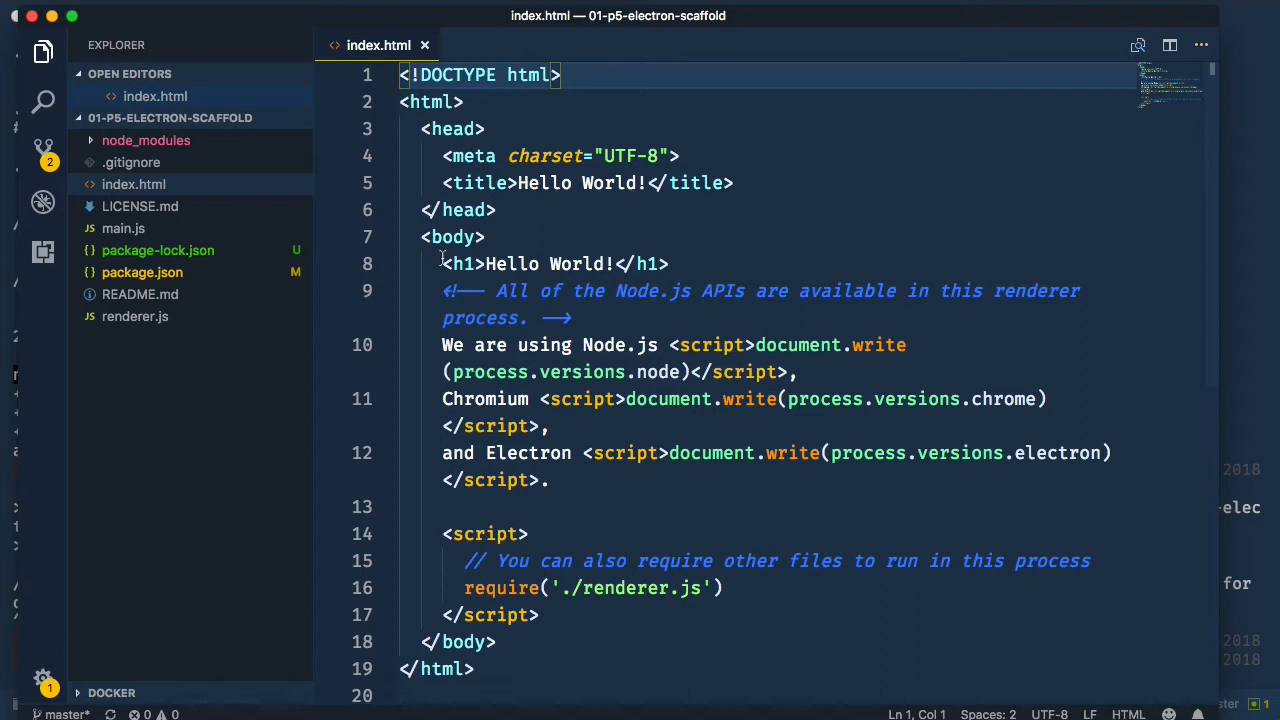 index.html — 01-p5-electron-scaffold
EXPLORER
OPEN EDITORS
index.html
01-P5-ELECTRON-SCAFFOLD
node_modules
.gitignore
index.html
LICENSE.md
main.js
package-lock.json U
package.json M
README.md
renderer.js
DOCKER
2
1
index.html
1 <!DOCTYPE html>
2 <html>
3 <head>
4 <meta charset="UTF-8">
5 <title>Hello World!</title>
6 </head>
7 <body>
8 <h1>Hello World!</h1>
9 <!-- All of the Node.js APIs are available in this renderer
process. -->
10 We are using Node.js <script>document.write
(process.versions.node)</script>,
11 Chromium <script>document.write(process.versions.chrome)
</script>,
12 and Electron <script>document.write(process.versions.electron)
</script>.
13
14 <script>
15 // You can also require other files to run in this process
16 require('./renderer.js')
17 </script>
18 </body>
19 </html>
20
master* 0 0 Ln 1, Col 1 Spaces: 2 UTF-8 LF HTML
2018
-elec
for
2018
2018
ster 1